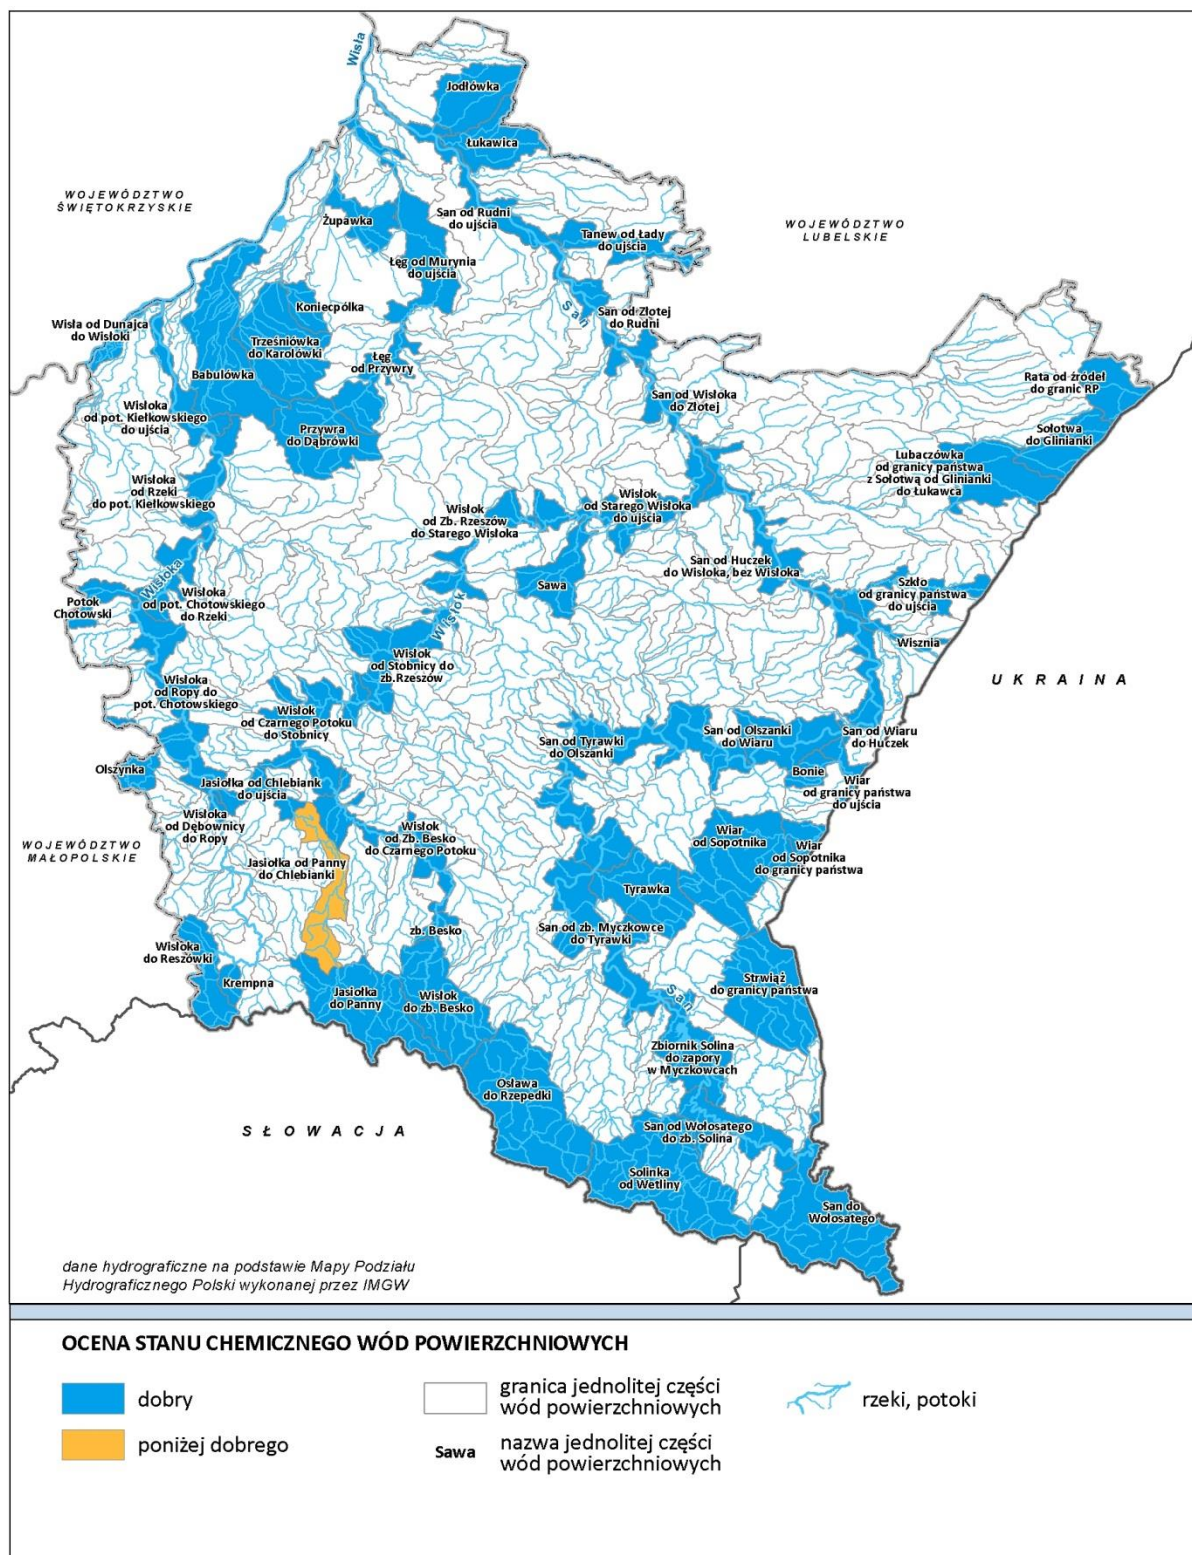 Wisła
Jodłówka
Łukawica
WOJEWÓDZTWO
ŚWIĘTOKRZYSKIE
WOJEWÓDZTWO
LUBELSKIE
Żupawka
San od Rudni
do ujścia
Tanew od Łady
do ujścia
Łęg od Murynia
do ujścia
Koniecpólka
San
San od Złotej
do Rudni
Wisła od Dunajca
do Wisłoki
Trześniówka
do Karolówki
Łęg
od Przywry
Babulówka
Rata od źródeł
do granic RP
San od Wisłoka
do Złotej
Wisłoka
od pot. Kiełkowskiego
do ujścia
Przywra
do Dąbrówki
Sołotwa
do Glinianki
Lubaczówka
od granicy państwa
z Sołotwą od Glinianki
do Łukawca
Wisłoka
od Rzeki
do pot. Kiełkowskiego
Wisłok
od Zb. Rzeszów
do Starego Wisłoka
Wisłok
od Starego Wisłoka
do ujścia
San od Huczek
do Wisłoka, bez Wisłoka
Sawa
Szkło
od granicy państwa
do ujścia
Wisłoka
Potok
Chotowski
Wisłoka
od pot. Chotowskiego
do Rzeki
Wisłok
Wisznia
Wisłok
od Stobnicy do
zb.Rzeszów
UKRAINA
Wisłoka
od Ropy do
pot. Chotowskiego
Wisłok
od Czarnego Potoku
do Stobnicy
San od Tyrawki
do Olszanki
San od Olszanki
do Wiaru
San od Wiaru
do Huczek
Olszynka
Jasiołka od Chlebiank
do ujścia
Bonie
Wiar
od granicy państwa
do ujścia
Wisłoka
od Dębownicy
do Ropy
Wisłok
od Zb. Besko
do Czarnego Potoku
WOJEWÓDZTWO
MAŁOPOLSKIE
Wiar
od Sopotnika
Wiar
od Sopotnika
do granicy państwa
Jasiołka od Panny
do Chlebianki
Tyrawka
zb. Besko
San od zb. Myczkowce
do Tyrawki
Wisłoka
do Reszówki
Krempna
Jasiołka
do Panny
Wisłok
do zb. Besko
San
Strwiąż
do granicy państwa
Zbiornik Solina
do zapory
w Myczkowcach
Osława
do Rzepedki
SŁOWACJA
San od Wołosatego
do zb. Solina
Solinka
od Wetliny
San do
Wołosatego
dane hydrograficzne na podstawie Mapy Podziału
Hydrograficznego Polski wykonanej przez IMGW
OCENA STANU CHEMICZNEGO WÓD POWIERZCHNIOWYCH
dobry
granica jednolitej części
wód powierzchniowych
rzeki, potoki
poniżej dobrego
Sawa
nazwa jednolitej części
wód powierzchniowych